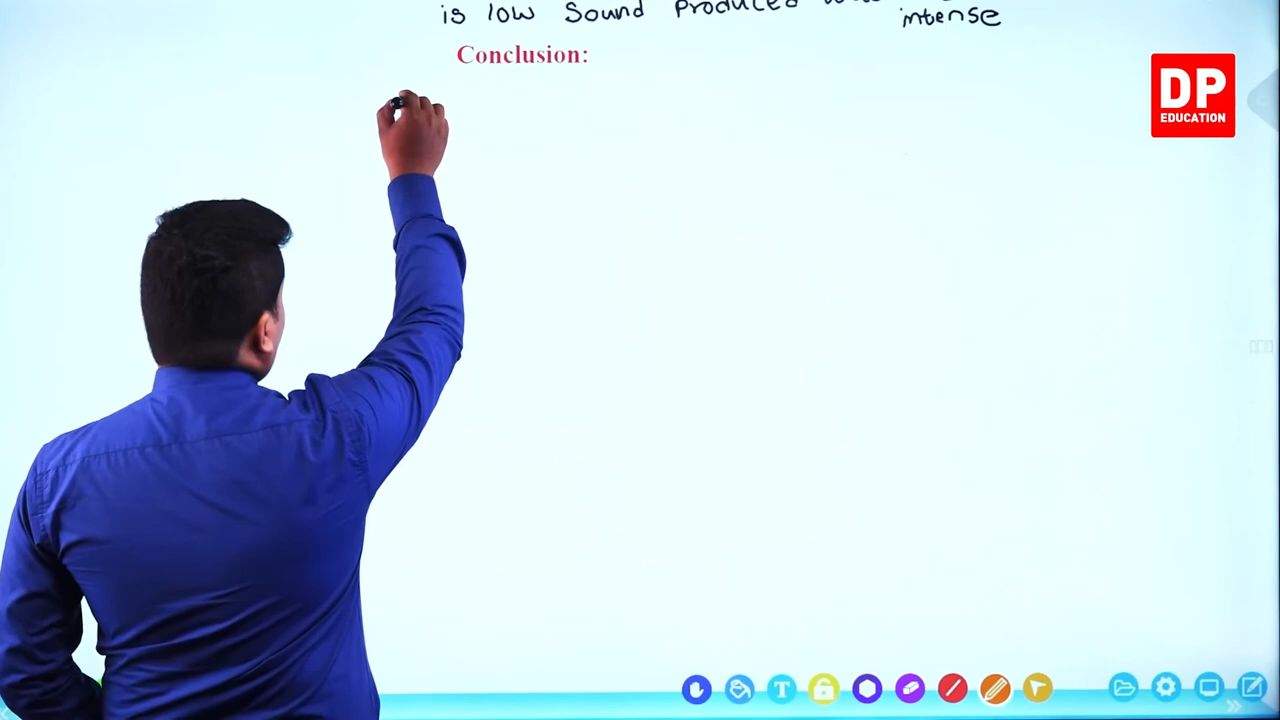 is low Sound Produced
intense
Conclusion:
DP
EDUCATION
T